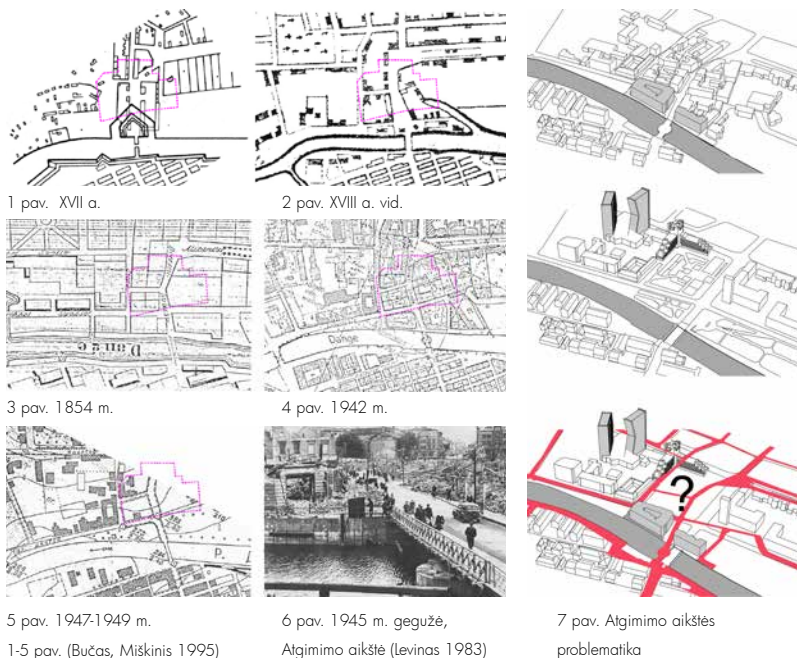 1 pav. XVII a.
2 pav. XVIII a. vid.
Dange
3 pav. 1854 m.
Dange
4 pav. 1942 m.
?
5 pav. 1947-1949 m.
1-5 pav. (Bučas, Miškinis 1995)
6 pav. 1945 m. gegužė,
Atgimimo aikštė (Levinas 1983)
7 pav. Atgimimo aikštės
problematika